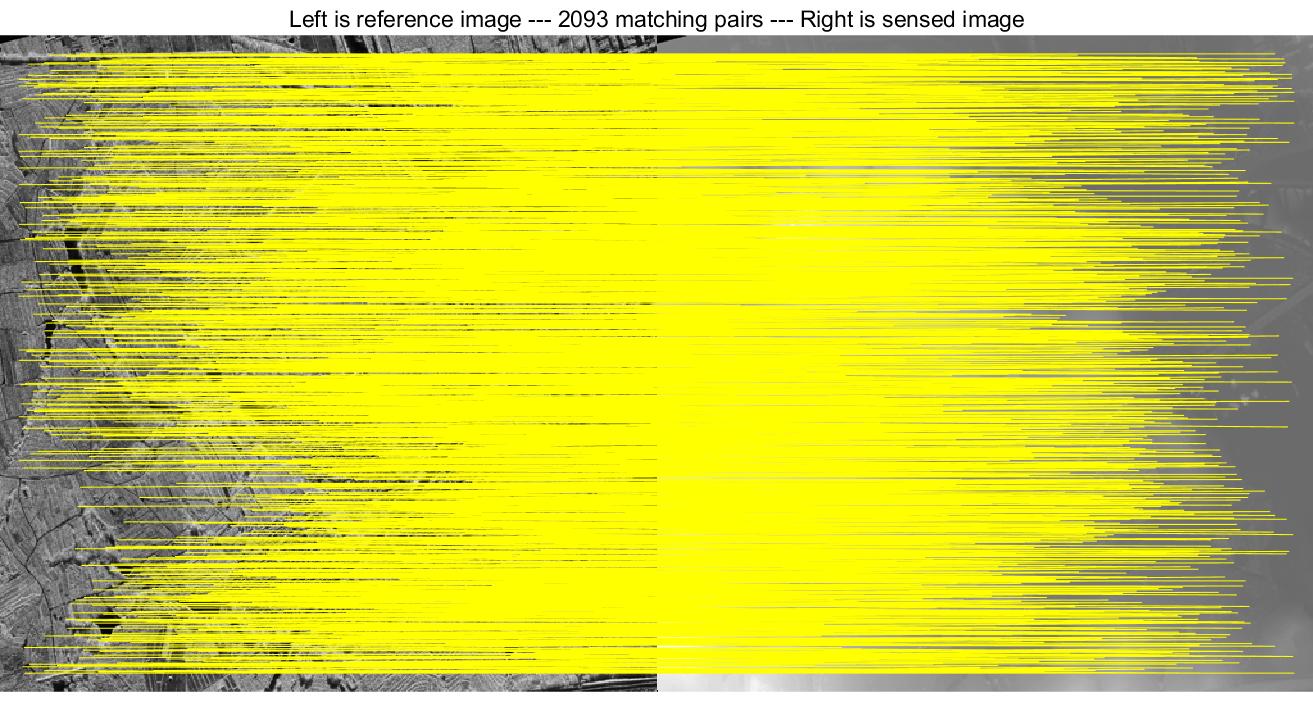 Left is reference image --- 2093 matching pairs --- Right is sensed image